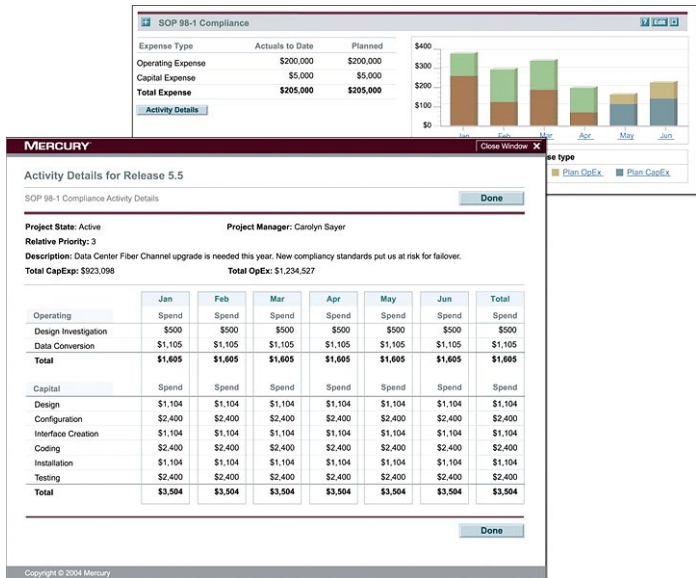 SOP 98-1 Compliance
? Edit
Expense Type Actuals to Date Planned
Operating Expense $200,000 $200,000
Capital Expense $5,000 $5,000
Total Expense $205,000 $205,000
Activity Details
$400
$300
$200
$100
$0
Jan Feb Mar Apr May Jun
se type
Plan OpEx Plan CapEx
MERCURY Close Window X
Activity Details for Release 5.5
SOP 98-1 Compliance Activity Details Done
Project State: Active Project Manager: Carolyn Sayer
Relative Priority: 3
Description: Data Center Fiber Channel upgrade is needed this year. New compliancy standards put us at risk for failover.
Total CapExp: $923,098 Total OpEx: $1,234,527
Jan Feb Mar Apr May Jun Total
Operating Spend Spend Spend Spend Spend Spend Spend
Design Investigation $500 $500 $500 $500 $500 $500 $500
Data Conversion $1,105 $1,105 $1,105 $1,105 $1,105 $1,105 $1,105
Total $1,605 $1,605 $1,605 $1,605 $1,605 $1,605 $1,605
Capital Spend Spend Spend Spend Spend Spend Spend
Design $1,104 $1,104 $1,104 $1,104 $1,104 $1,104 $1,104
Configuration $2,400 $2,400 $2,400 $2,400 $2,400 $2,400 $2,400
Interface Creation $1,104 $1,104 $1,104 $1,104 $1,104 $1,104 $1,104
Coding $2,400 $2,400 $2,400 $2,400 $2,400 $2,400 $2,400
Installation $1,104 $1,104 $1,104 $1,104 $1,104 $1,104 $1,104
Testing $2,400 $2,400 $2,400 $2,400 $2,400 $2,400 $2,400
Total $3,504 $3,504 $3,504 $3,504 $3,504 $3,504 $3,504
Done
Copyright © 2004 Mercury